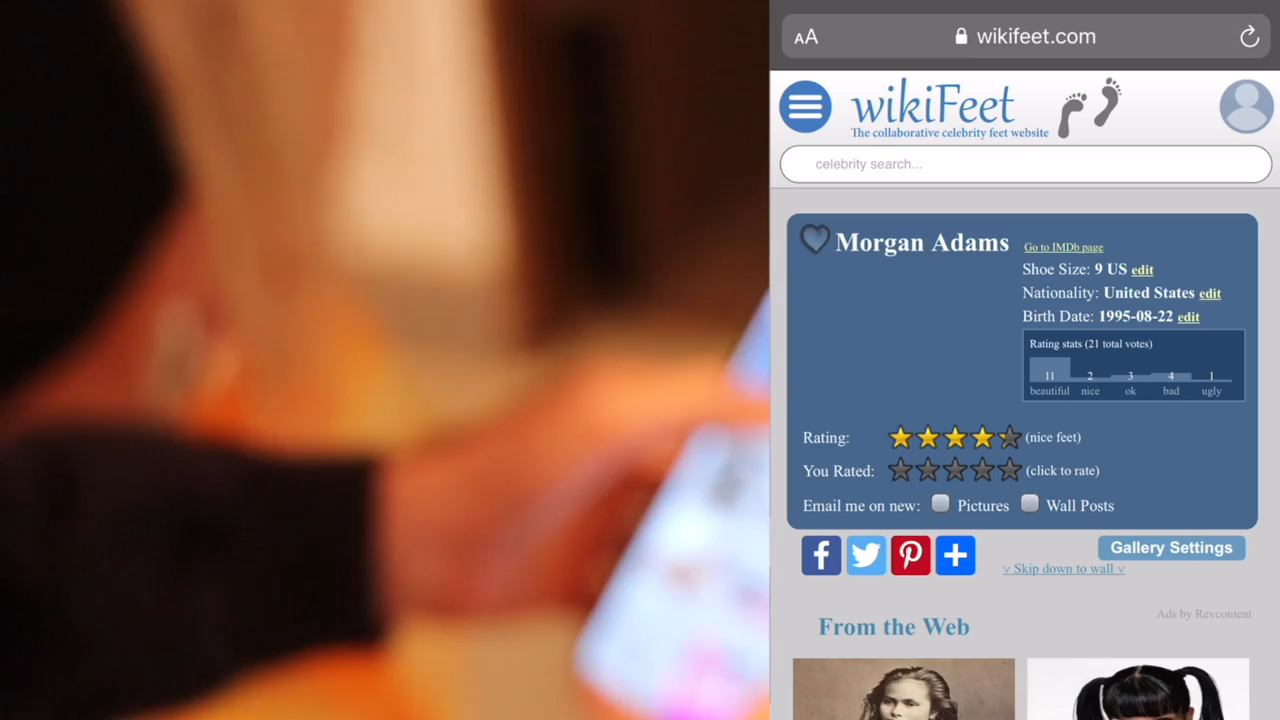 AA wikifeet.com
wikiFeet
The collaborative celebrity feet website
celebrity search...
Morgan Adams Go to IMDb page
Shoe Size: 9 US edit
Nationality: United States edit
Birth Date: 1995-08-22 edit
Rating stats (21 total votes)
11 2 3 4 1
beautiful nice ok bad ugly
Rating: (nice feet)
You Rated: (click to rate)
Email me on new: Pictures Wall Posts
Gallery Settings
v Skip down to wall v
Ads by Revcontent
From the Web